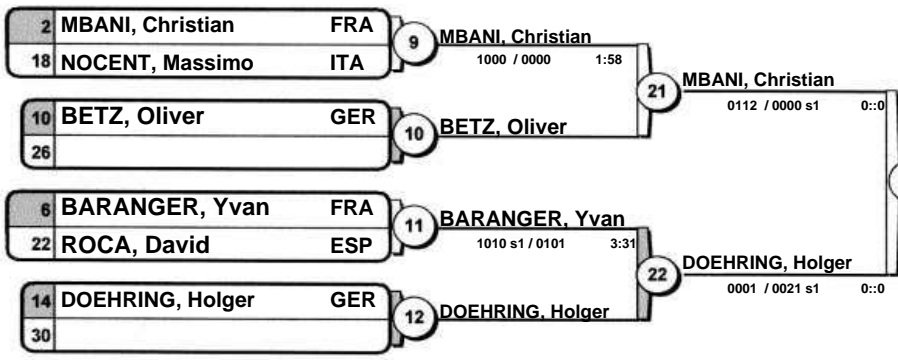 2 MBANI, Christian FRA
18 NOCENT, Massimo ITA
9
MBANI, Christian
1000 / 0000 1:58
10 BETZ, Oliver GER
26
10
BETZ, Oliver
21
MBANI, Christian
0112 / 0000 s1 0::0
6 BARANGER, Yvan FRA
22 ROCA, David ESP
11
BARANGER, Yvan
1010 s1 / 0101 3:31
14 DOEHRING, Holger GER
30
12
DOEHRING, Holger
22
DOEHRING, Holger
0001 / 0021 s1 0::0